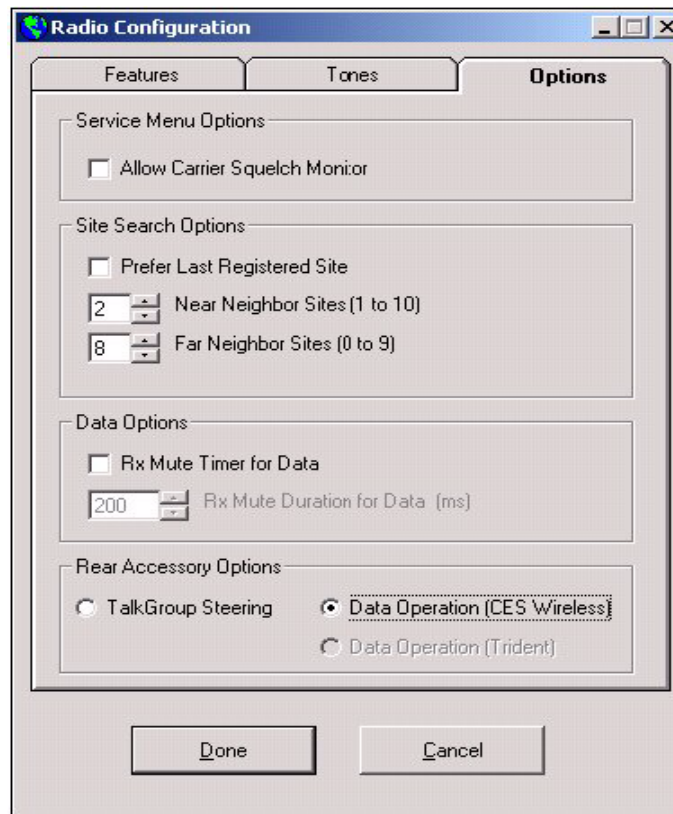 Radio Configuration
Features Tones Options
Service Menu Options
Allow Carrier Squelch Monitor
Site Search Options
Prefer Last Registered Site
2 Near Neighbor Sites (1 to 10)
8 Far Neighbor Sites (0 to 9)
Data Options
Rx Mute Timer for Data
200 Rx Mute Duration for Data (ms)
Rear Accessory Options
TalkGroup Steering Data Operation (CES Wireless)
Data Operation (Trident)
Done Cancel